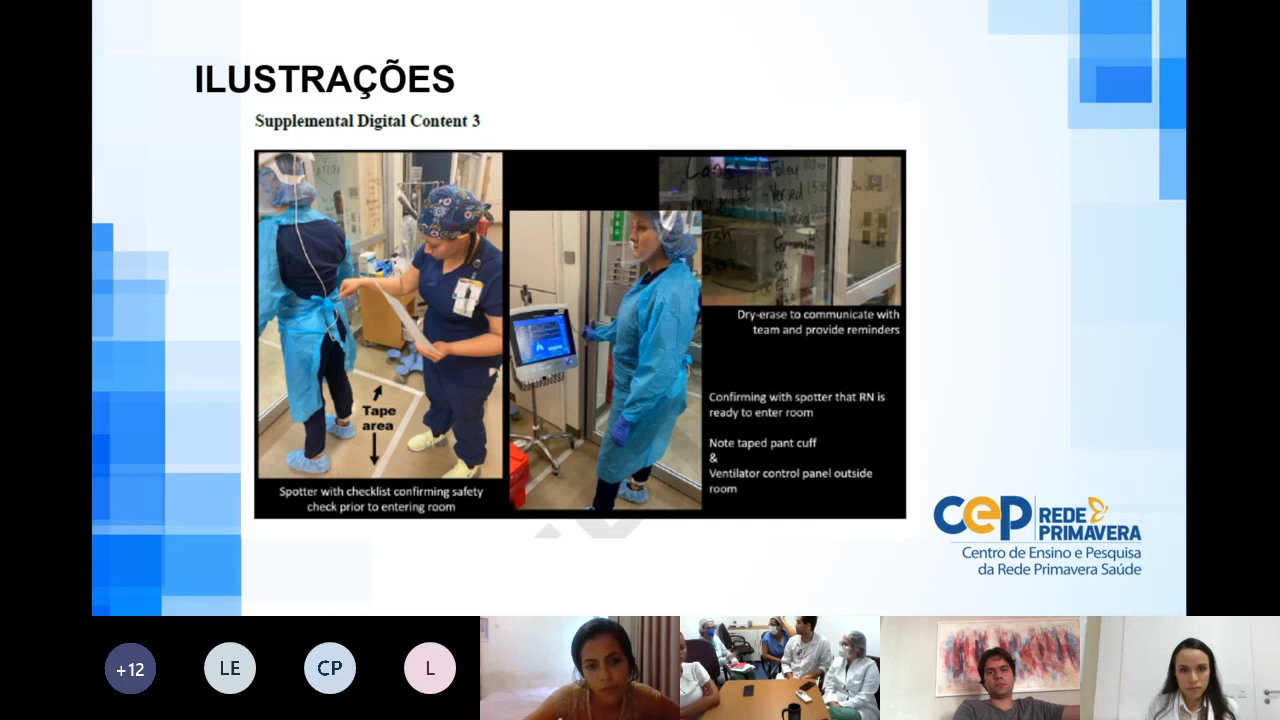 ILUSTRAÇÕES
Supplemental Digital Content 3
Tape
area
Spotter with checklist confirming safety
check prior to entering room
Foley
Dry-erase to communicate with
team and provide reminders
Confirming with spotter that RN is
ready to enter room
Note taped pant cuff
&
Ventilator control panel outside
room
cep REDE
PRIMAVERA
Centro de Ensino e Pesquisa
da Rede Primavera Saúde
+12
LE
CP
L